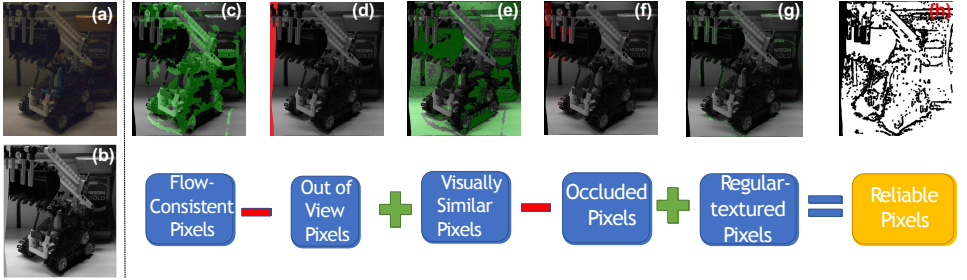 (a)
(c)
(d)
(e)
(f)
(g)
(h)
(b)
Flow-
Consistent
Pixels
Out of
View
Pixels
Visually
Similar
Pixels
Occluded
Pixels
Regular-
textured
Pixels
Reliable
Pixels